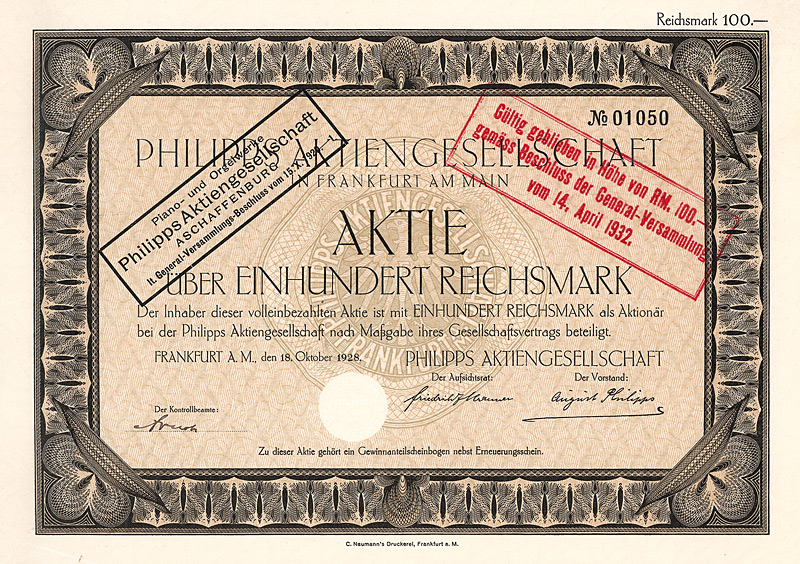 Reichsmark 100.—
№ 01050
PHILIPPS AKTIENGESELLSCHAFT
IN FRANKFURT AM MAIN
Piano- und Orgelwerke
Philipps Aktiengesellschaft
ASCHAFFENBURG
lt. General-Versammlungs-Beschluss vom
Gültig geblieben in Höhe von RM. 100.—
gemäss Beschluss der General-Versammlung
vom 14. April 1932.
AKTIE
ÜBER EINHUNDERT REICHSMARK
Der Inhaber dieser volleinbezahlten Aktie ist mit EINHUNDERT REICHSMARK als Aktionär
bei der Philipps Aktiengesellschaft nach Maßgabe ihres Gesellschaftsvertrags beteiligt.
FRANKFURT A. M., den 18. Oktober 1928.
PHILIPPS AKTIENGESELLSCHAFT
Der Aufsichtsrat:
Der Vorstand:
Friedrich
August Philipps
Der Kontrollbeamte:
Zu dieser Aktie gehört ein Gewinnanteilscheinbogen nebst Erneuerungsschein.
C. Naumann's Druckerei, Frankfurt a. M.